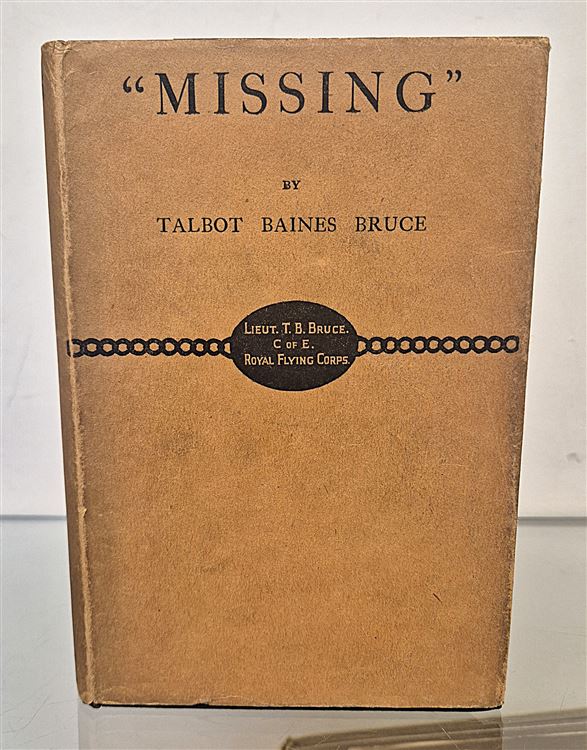 “MISSING”
BY
TALBOT BAINES BRUCE
LIEUT. T. B. BRUCE.
C OF E.
ROYAL FLYING CORPS.